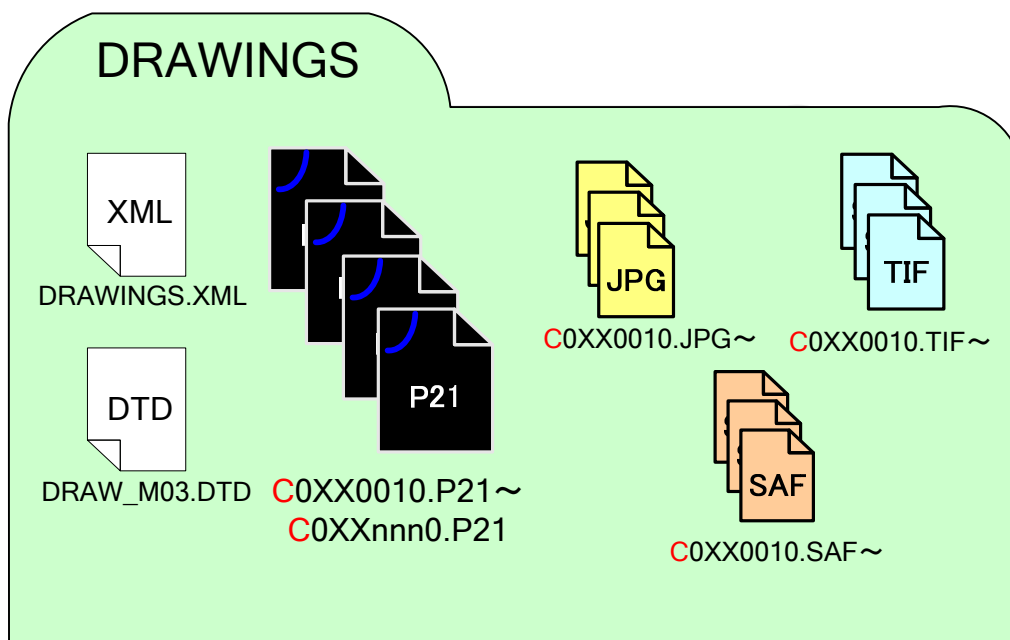 DRAWINGS
XML
DRAWINGS.XML
DTD
DRAW_M03.DTD
P21
C0XX0010.P21～
C0XXnnn0.P21
JPG
C0XX0010.JPG～
TIF
C0XX0010.TIF～
SAF
C0XX0010.SAF～